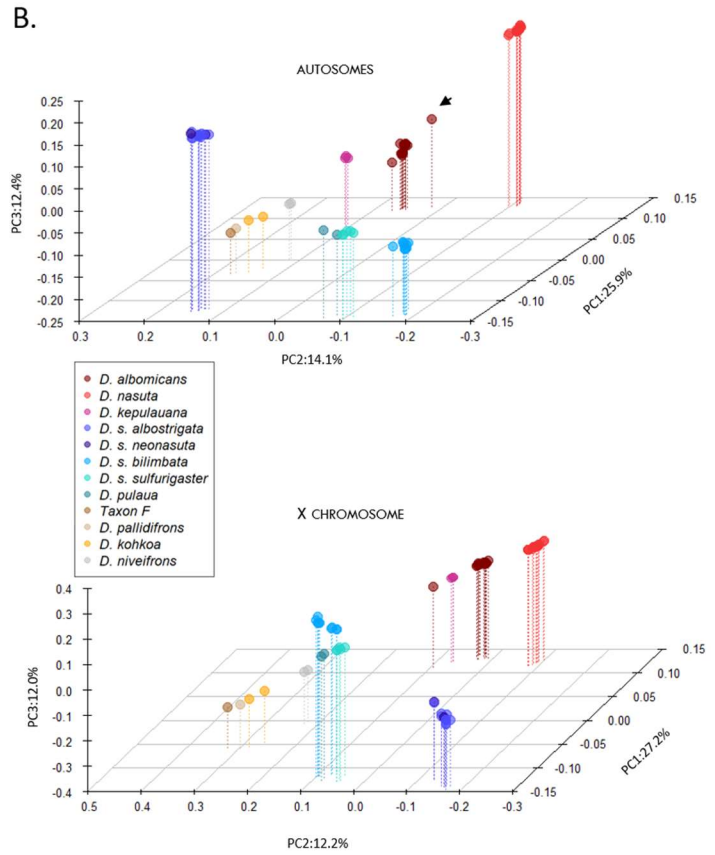 B.
AUTOSOMES
0.25
0.20
0.15
0.10
0.05
0.00
-0.05
-0.10
-0.15
-0.20
-0.25
PC3:12.4%
0.3
0.2
0.1
0.0
-0.1
-0.2
-0.3
PC2:14.1%
0.15
0.10
0.05
0.00
-0.05
-0.10
-0.15
PC1:25.9%
D. albomicans
D. nasuta
D. kepulauana
D. s. albostrigata
D. s. neonasuta
D. s. bilimbata
D. s. sulfurigaster
D. pulaua
Taxon F
D. pallidifrons
D. kohkoa
D. niveifrons
X CHROMOSOME
0.4
0.3
0.2
0.1
0.0
-0.1
-0.2
-0.3
-0.4
PC3:12.0%
0.5
0.4
0.3
0.2
0.1
0.0
-0.1
-0.2
-0.3
PC2:12.2%
0.15
0.10
0.05
0.00
-0.05
-0.10
-0.15
PC1:27.2%